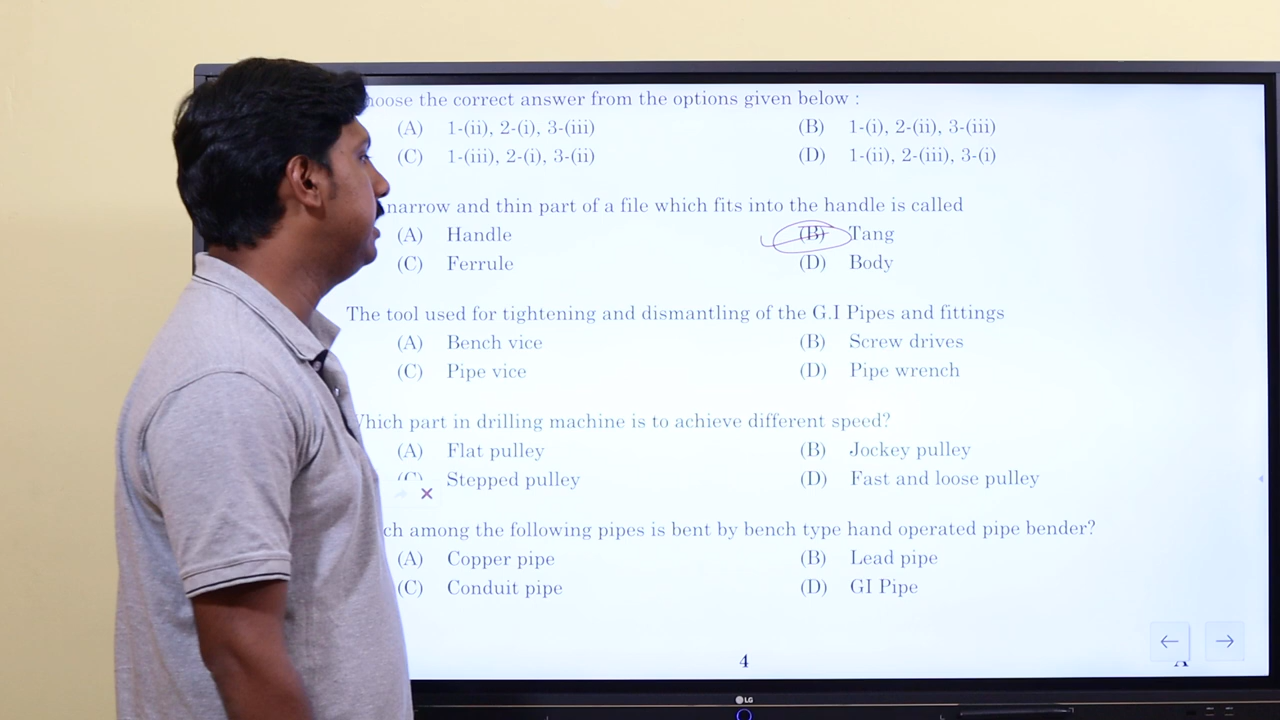 hoose the correct answer from the options given below :
(A) 1-(ii), 2-(i), 3-(iii) (B) 1-(i), 2-(ii), 3-(iii)
(C) 1-(iii), 2-(i), 3-(ii) (D) 1-(ii), 2-(iii), 3-(i)
narrow and thin part of a file which fits into the handle is called
(A) Handle (B) Tang
(C) Ferrule (D) Body
The tool used for tightening and dismantling of the G.I Pipes and fittings
(A) Bench vice (B) Screw drives
(C) Pipe vice (D) Pipe wrench
Which part in drilling machine is to achieve different speed?
(A) Flat pulley (B) Jockey pulley
(C) Stepped pulley (D) Fast and loose pulley
ch among the following pipes is bent by bench type hand operated pipe bender?
(A) Copper pipe (B) Lead pipe
(C) Conduit pipe (D) GI Pipe
4
A
LG